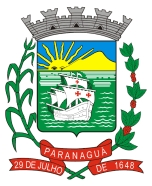 PARANAGUÁ
29 DE JULHO DE 1648